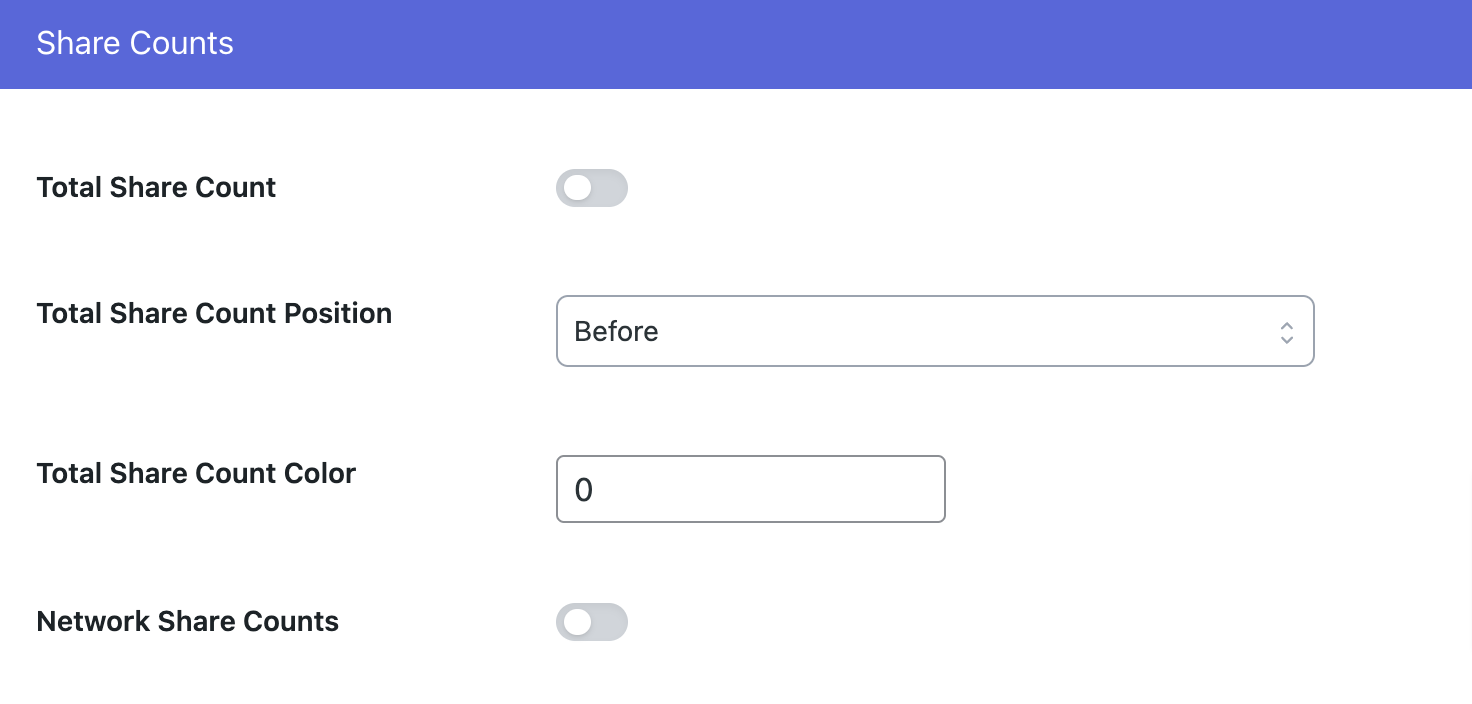 Share Counts
Total Share Count
Total Share Count Position
Before
Total Share Count Color
0
Network Share Counts